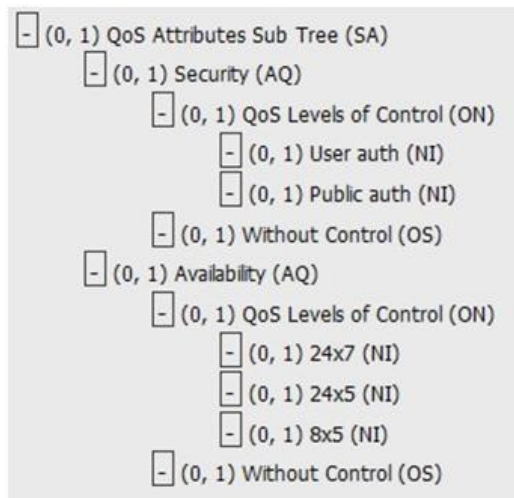 - (0, 1) QoS Attributes Sub Tree (SA)
- (0, 1) Security (AQ)
- (0, 1) QoS Levels of Control (ON)
- (0, 1) User auth (NI)
- (0, 1) Public auth (NI)
- (0, 1) Without Control (OS)
- (0, 1) Availability (AQ)
- (0, 1) QoS Levels of Control (ON)
- (0, 1) 24x7 (NI)
- (0, 1) 24x5 (NI)
- (0, 1) 8x5 (NI)
- (0, 1) Without Control (OS)